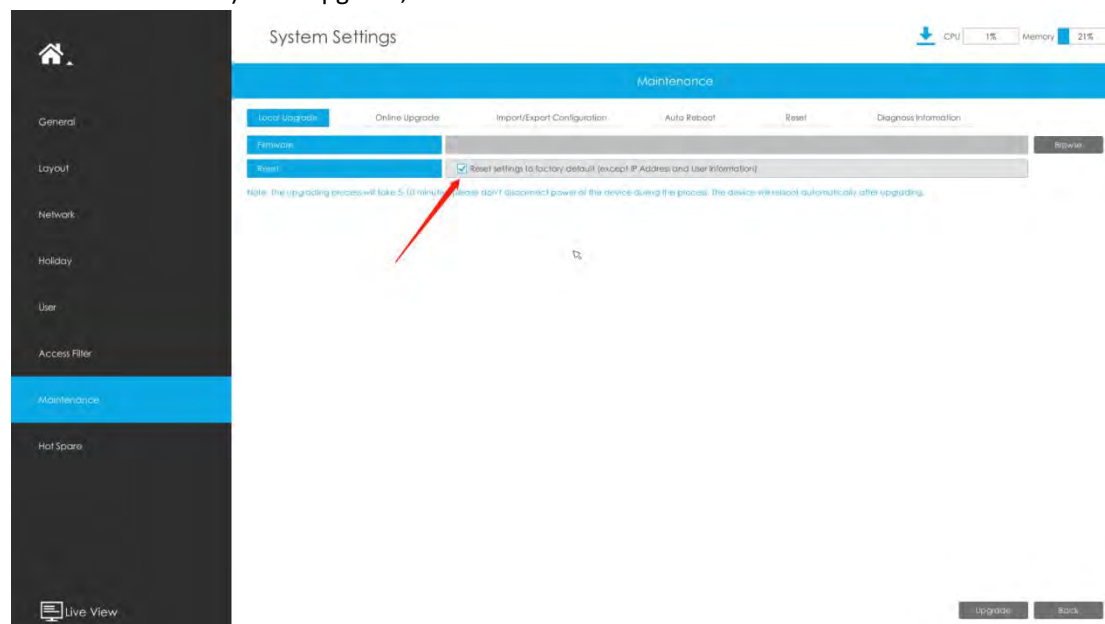 System Settings
CPU 1% Memory 21%
Maintenance
General
Layout
Network
Holiday
User
Access Filter
Maintenance
Hot Spare
Live View
Local Upgrade Online Upgrade Import/Export Configuration Auto Reboot Reset Diagnosis Information
Firmware Browse
Reset Reset settings to factory default (except IP Address and User Information)
Note: The upgrading process will take 5-10 minutes, please don't disconnect power of the device during the process. The device will reboot automatically after upgrading.
Upgrade Back